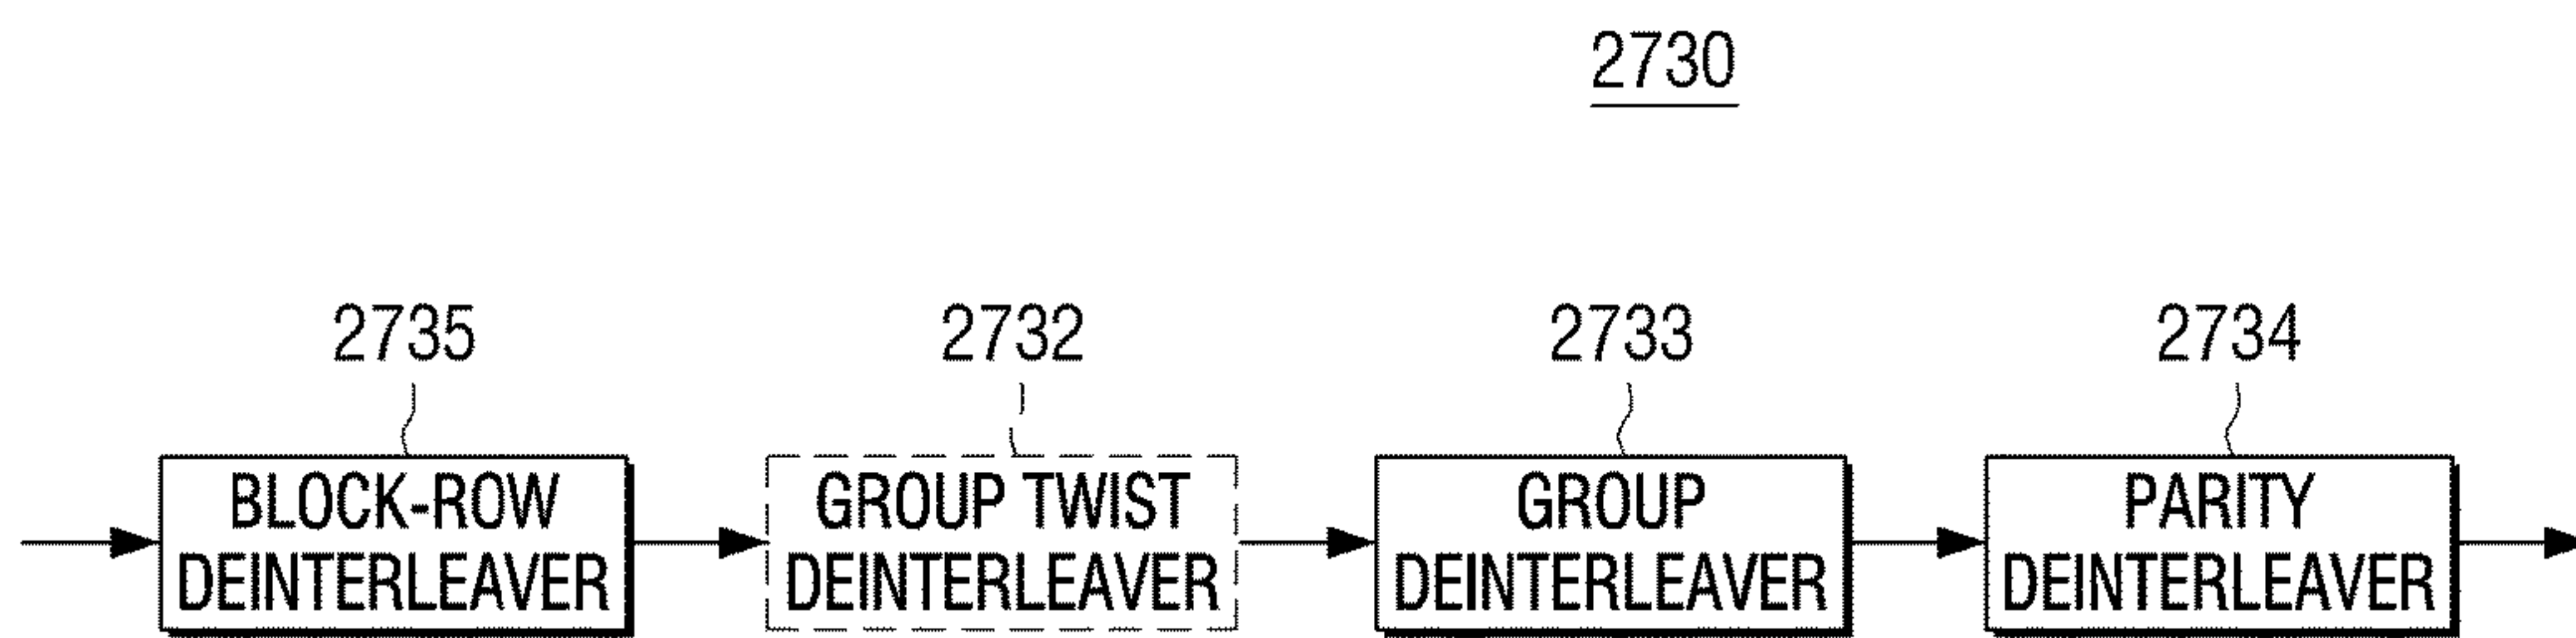 2730
2735
2732
2733
2734
BLOCK-ROW
DEINTERLEAVER
GROUP TWIST
DEINTERLEAVER
GROUP
DEINTERLEAVER
PARITY
DEINTERLEAVER